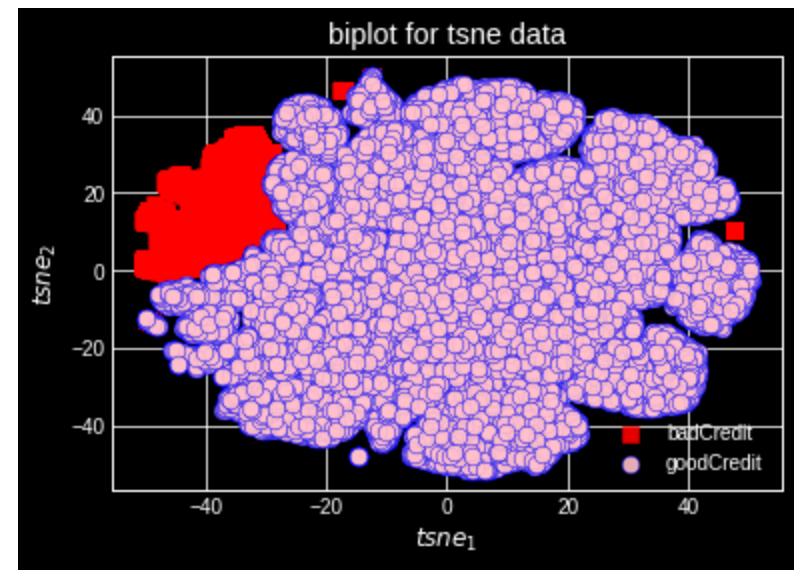 biplot for tsne data
40
20
0
−20
−40
tsne2
−40 −20 0 20 40
tsne1
badCredit
goodCredit